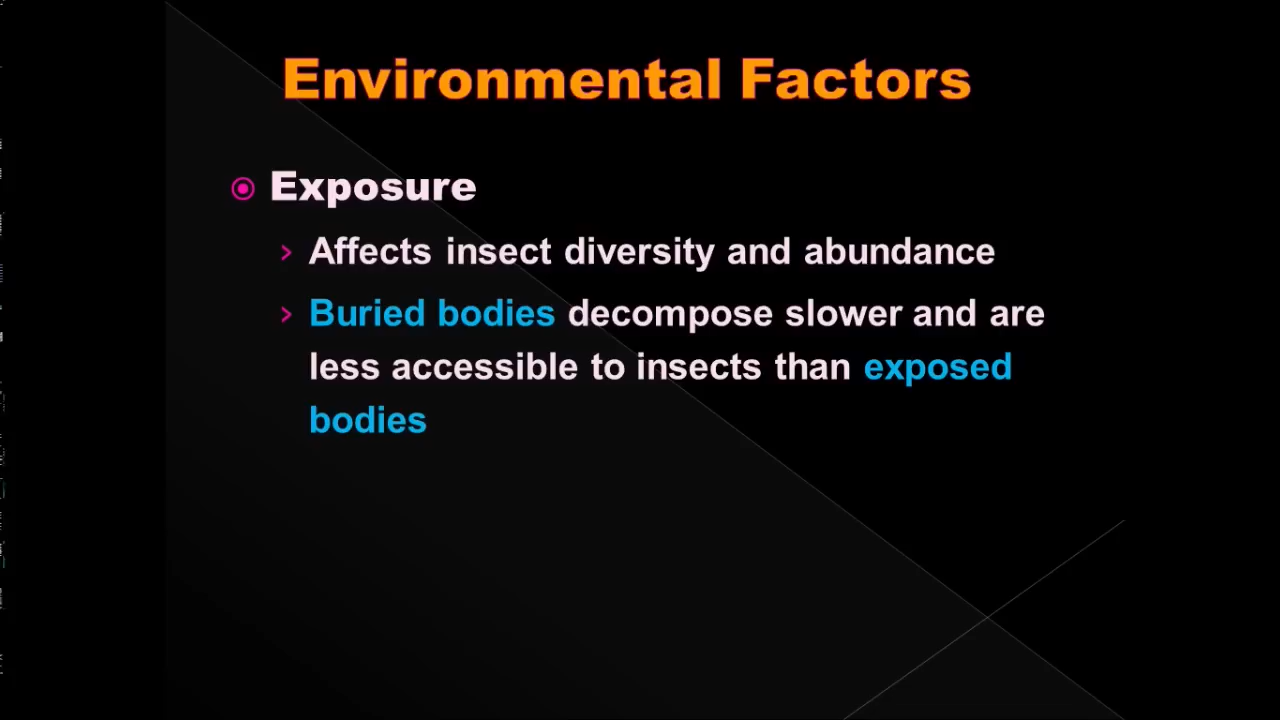 Environmental Factors
Exposure
Affects insect diversity and abundance
Buried bodies decompose slower and are
less accessible to insects than exposed
bodies